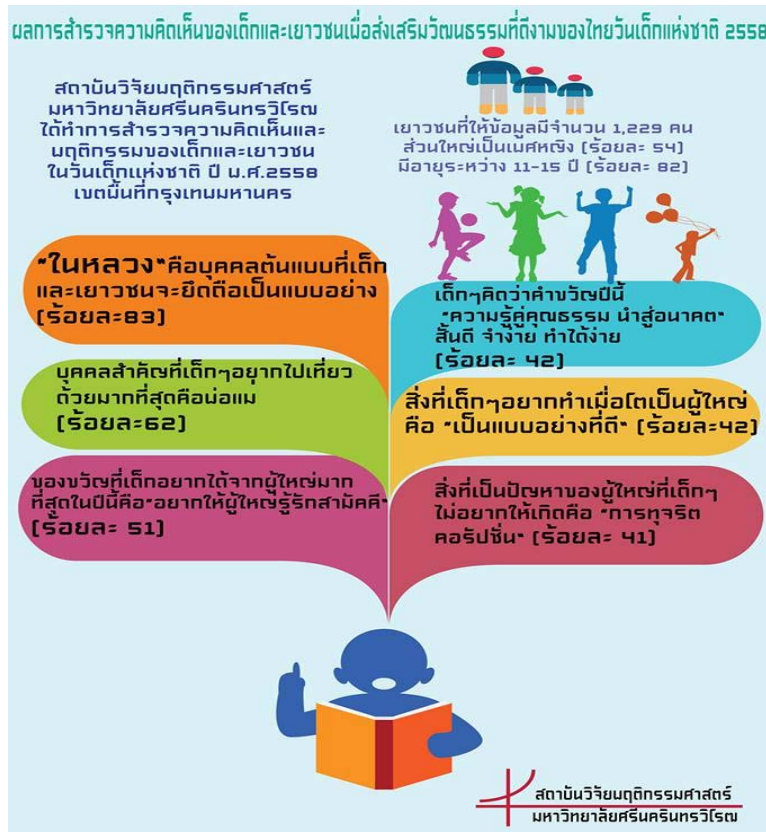 ผลการสำรวจความคิดเห็นของเด็กและเยาวชนเพื่อส่งเสริมวัฒนธรรมที่ดีงามของไทยวันเด็กแห่งชาติ 2558
สถาบันวิจัยพฤติกรรมศาสตร์
มหาวิทยาลัยศรีนครินทรวิโรฒ
ได้ทำการสำรวจความคิดเห็นและ
พฤติกรรมของเด็กและเยาวชน
ในวันเด็กแห่งชาติ ปี พ.ศ.2558
เขตพื้นที่กรุงเทพมหานคร
เยาวชนที่ให้ข้อมูลมีจำนวน 1,229 คน
ส่วนใหญ่เป็นเพศหญิง (ร้อยละ 54)
มีอายุระหว่าง 11-15 ปี (ร้อยละ 82)
"ในหลวง"คือบุคคลต้นแบบที่เด็ก
และเยาวชนจะยึดถือเป็นแบบอย่าง
(ร้อยละ83)
เด็กๆคิดว่าคำขวัญปีนี้
"ความรู้คู่คุณธรรม นำสู่อนาคต"
สั้นดี จำง่าย ทำได้ง่าย
(ร้อยละ 42)
บุคคลสำคัญที่เด็กๆอยากไปเที่ยว
ด้วยมากที่สุดคือพ่อแม่
(ร้อยละ62)
สิ่งที่เด็กๆอยากทำเมื่อโตเป็นผู้ใหญ่
คือ "เป็นแบบอย่างที่ดี" (ร้อยละ42)
ของขวัญที่เด็กอยากได้จากผู้ใหญ่มาก
ที่สุดในปีนี้คือ"อยากให้ผู้ใหญ่รู้รักสามัคคี"
(ร้อยละ 51)
สิ่งที่เป็นปัญหาของผู้ใหญ่ที่เด็กๆ
ไม่อยากให้เกิดคือ "การทุจริต
คอรัปชั่น" (ร้อยละ 41)
สถาบันวิจัยพฤติกรรมศาสตร์
มหาวิทยาลัยศรีนครินทรวิโรฒ